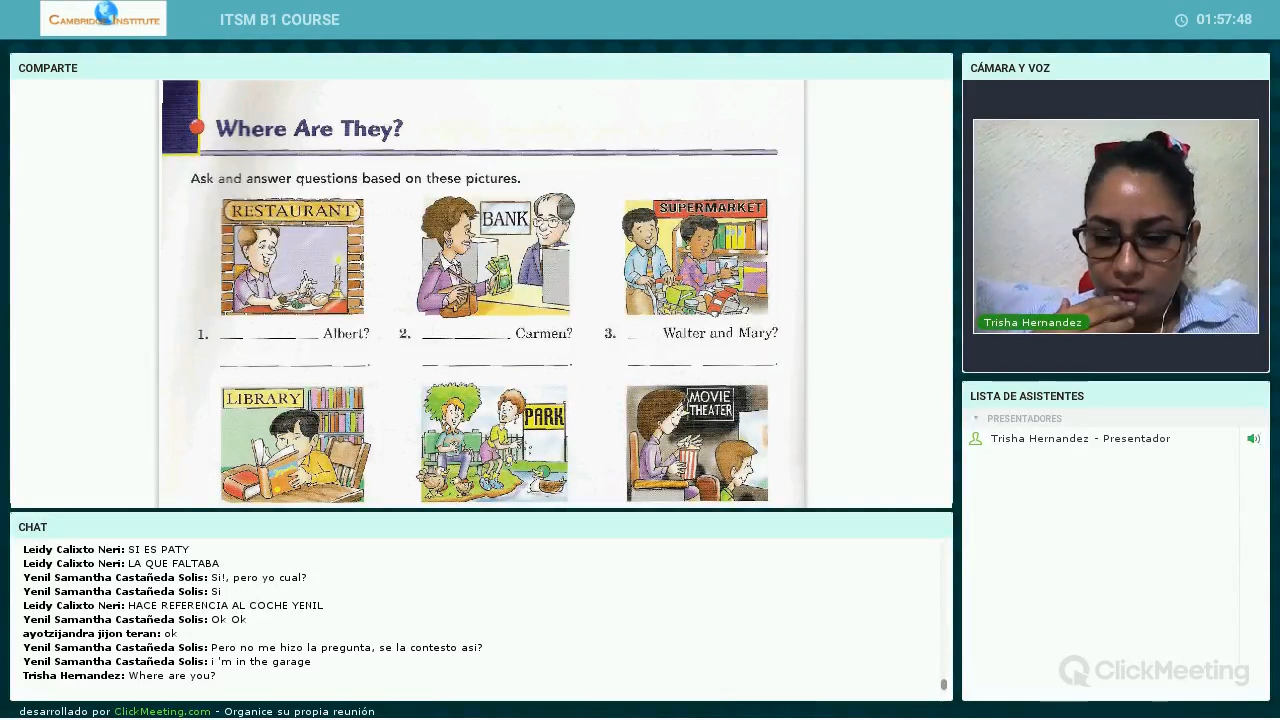 CAMBRIDGE INSTITUTE
ITSM B1 COURSE
01:57:48
COMPARTE
Where Are They?
Ask and answer questions based on these pictures.
RESTAURANT
BANK
SUPERMARKET
1. lbert?
2. Carmen?
3. Walter and Mary?
LIBRARY
PARK
MOVIE
THEATER
CÁMARA Y VOZ
Trisha Hernandez
LISTA DE ASISTENTES
PRESENTADORES
Trisha Hernandez - Presentador
CHAT
Leidy Calixto Neri: SI ES PATY
Leidy Calixto Neri: LA QUE FALTABA
Yenil Samantha Castañeda Solis: Si!, pero yo cual?
Yenil Samantha Castañeda Solis: Si
Leidy Calixto Neri: HACE REFERENCIA AL COCHE YENIL
Yenil Samantha Castañeda Solis: Ok Ok
ayotzijandra jijon teran: ok
Yenil Samantha Castañeda Solis: Pero no me hizo la pregunta, se la contesto asi?
Yenil Samantha Castañeda Solis: i 'm in the garage
Trisha Hernandez: Where are you?
ClickMeeting
desarrollado por ClickMeeting.com - Organice su propia reunión